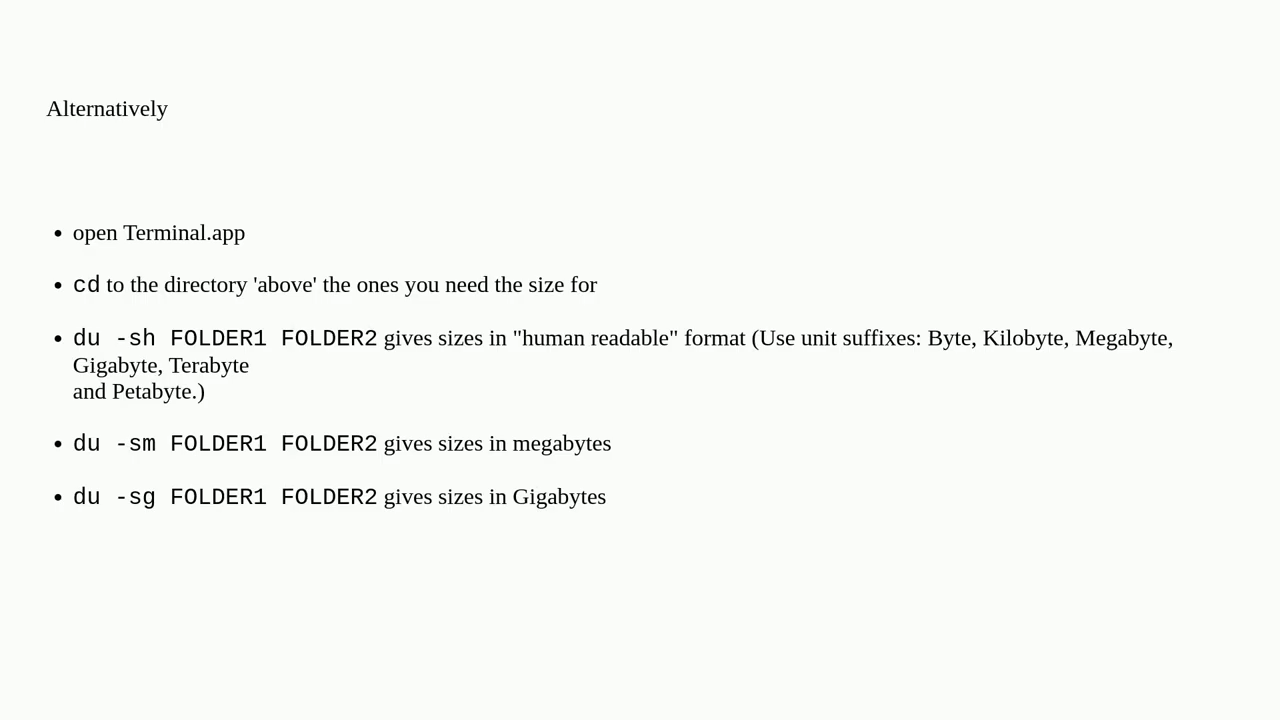 Alternatively
• open Terminal.app
• cd to the directory 'above' the ones you need the size for
• du -sh FOLDER1 FOLDER2 gives sizes in "human readable" format (Use unit suffixes: Byte, Kilobyte, Megabyte,
Gigabyte, Terabyte
and Petabyte.)
• du -sm FOLDER1 FOLDER2 gives sizes in megabytes
• du -sg FOLDER1 FOLDER2 gives sizes in Gigabytes